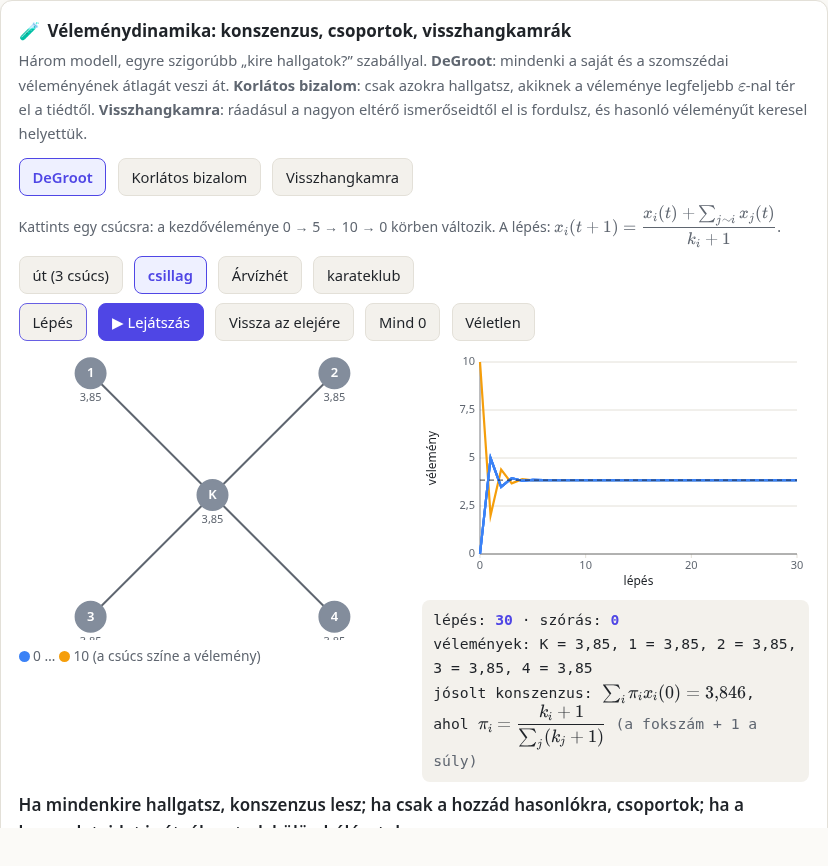 🧪 Véleménydinamika: konszenzus, csoportok, visszhangkamrák
Három modell, egyre szigorúbb „kire hallgatok?” szabállyal. DeGroot: mindenki a saját és a szomszédai
véleményének átlagát veszi át. Korlátos bizalom: csak azokra hallgatsz, akiknek a véleménye legfeljebb ε-nal tér
el a tiédtől. Visszhangkamra: ráadásul a nagyon eltérő ismerőseidtől el is fordulsz, és hasonló véleményűt keresel
helyettük.
DeGroot Korlátos bizalom Visszhangkamra
Kattints egy csúcsra: a kezdővéleménye 0 → 5 → 10 → 0 körben változik. A lépés: x_i(t + 1) = (x_i(t) + ∑_{j∼i} x_j(t)) / (k_i + 1).
út (3 csúcs) csillag Árvízhét karateklub
Lépés ▶ Lejátszás Vissza az elejére Mind 0 Véletlen
1 2
3,85 3,85
K
3,85
3 4
3,85 3,85
0 ... 10 (a csúcs színe a vélemény)
10
7,5
5
2,5
0
vélemény
0 10 20 30
lépés
lépés: 30 · szórás: 0
vélemények: K = 3,85, 1 = 3,85, 2 = 3,85,
3 = 3,85, 4 = 3,85
jósolt konszenzus: ∑_i π_i x_i(0) = 3,846,
ahol π_i = (k_i + 1) / ∑_j(k_j + 1) (a fokszám + 1 a
súly)
Ha mindenkire hallgatsz, konszenzus lesz; ha csak a hozzád hasonlókra, csoportok; ha a